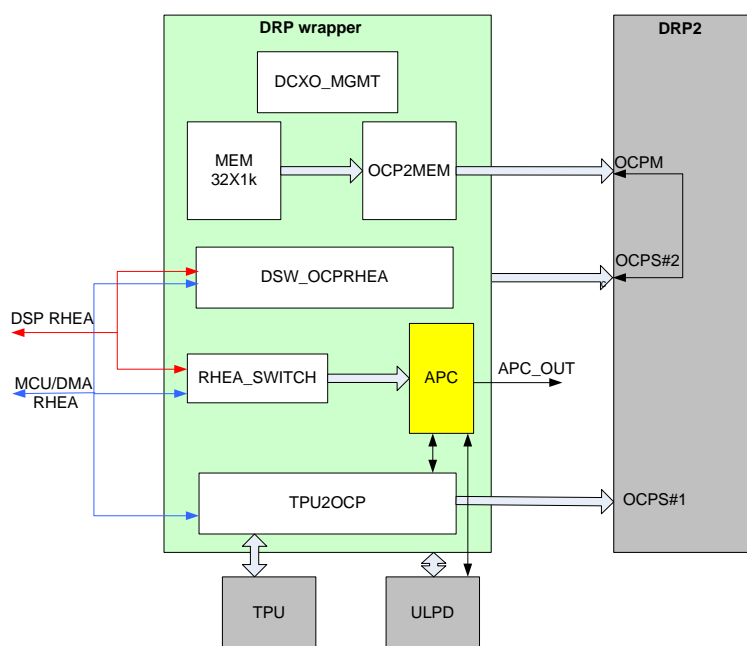 DRP wrapper
DRP2
DCXO_MGMT
MEM
32X1k
OCP2MEM
OCPM
DSW_OCPRHEA
OCPS#2
DSP RHEA
MCU/DMA
RHEA
RHEA_SWITCH
APC
APC_OUT
TPU2OCP
OCPS#1
TPU
ULPD